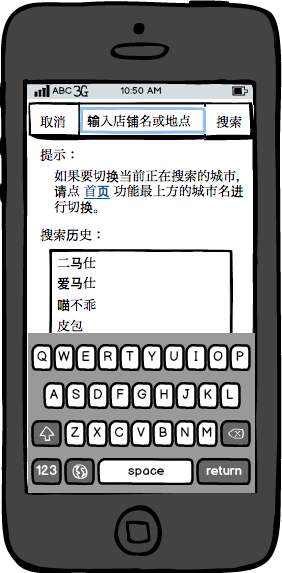 ABC 3G 10:50 AM
取消 输入店铺名或地点 搜索
提示：
如果要切换当前正在搜索的城市，
请点 首页 功能最上方的城市名进
行切换。
搜索历史：
二马仕
爱马仕
喵不乖
皮包
Q W E R T Y U I O P
A S D F G H J K L
Z X C V B N M
123 space return